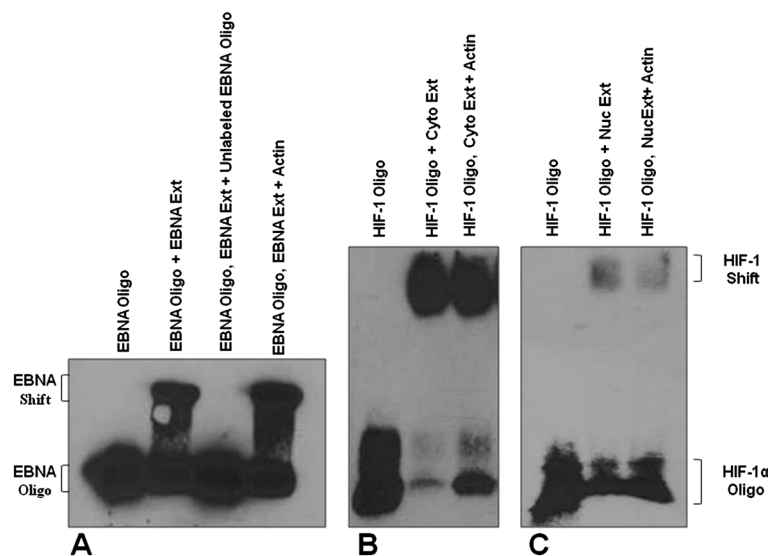 EBNA Oligo
EBNA Oligo + EBNA Ext
EBNA Oligo, EBNA Ext + Unlabeled EBNA Oligo
EBNA Oligo, EBNA Ext + Actin
EBNA
Shift
EBNA
Oligo
A
HIF-1 Oligo
HIF-1 Oligo + Cyto Ext
HIF-1 Oligo, Cyto Ext + Actin
B
HIF-1 Oligo
HIF-1 Oligo + Nuc Ext
HIF-1 Oligo, NucExt+ Actin
C
HIF-1
Shift
HIF-1α
Oligo